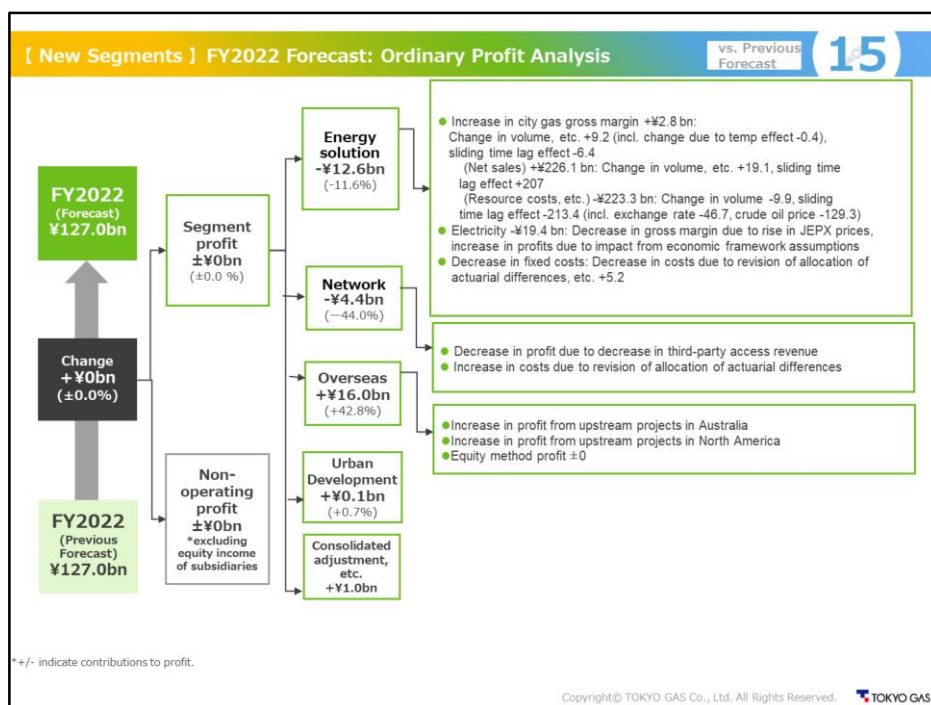 【 New Segments 】 FY2022 Forecast: Ordinary Profit Analysis
vs. Previous
Forecast
15
FY2022
(Forecast)
¥127.0bn
Change
+¥0bn
(±0.0%)
FY2022
(Previous
Forecast)
¥127.0bn
Segment
profit
±¥0bn
(±0.0 %)
Non-
operating
profit
±¥0bn
*excluding
equity income
of subsidiaries
Energy
solution
-¥12.6bn
(-11.6%)
Network
-¥4.4bn
(−44.0%)
Overseas
+¥16.0bn
(+42.8%)
Urban
Development
+¥0.1bn
(+0.7%)
Consolidated
adjustment,
etc.
+¥1.0bn
● Increase in city gas gross margin +¥2.8 bn:
Change in volume, etc. +9.2 (incl. change due to temp effect -0.4),
sliding time lag effect -6.4
(Net sales) +¥226.1 bn: Change in volume, etc. +19.1, sliding time
lag effect +207
(Resource costs, etc.) -¥223.3 bn: Change in volume -9.9, sliding
time lag effect -213.4 (incl. exchange rate -46.7, crude oil price -129.3)
● Electricity -¥19.4 bn: Decrease in gross margin due to rise in JEPX prices,
increase in profits due to impact from economic framework assumptions
● Decrease in fixed costs: Decrease in costs due to revision of allocation of
actuarial differences, etc. +5.2
● Decrease in profit due to decrease in third-party access revenue
● Increase in costs due to revision of allocation of actuarial differences
● Increase in profit from upstream projects in Australia
● Increase in profit from upstream projects in North America
● Equity method profit ±0
*+/- indicate contributions to profit.
Copyright© TOKYO GAS Co., Ltd. All Rights Reserved.
TOKYO GAS